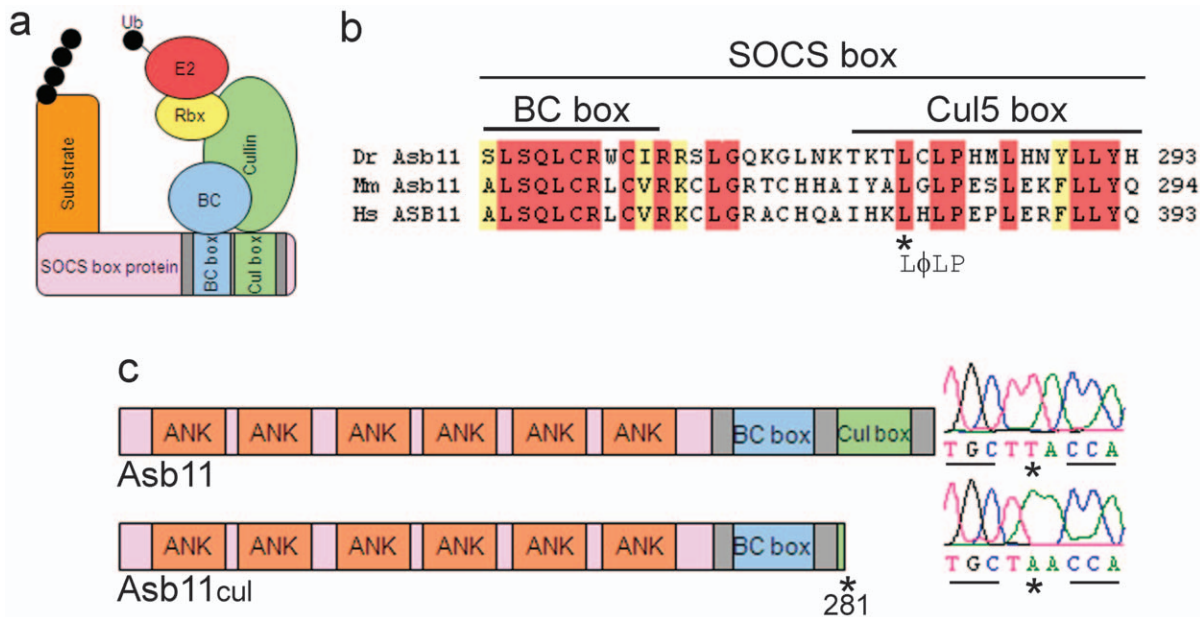 a
Ub
E2
Rbx
Cullin
BC
Substrate
SOCS box protein
BC box
Cul box
b
SOCS box
BC box Cul5 box
Dr Asb11 SLSQLCRWCIRRSLGQKGLNKTKTLCLPHMLHNYLLYH 293
Mm Asb11 ALSQLCRLCVRKCLGRTCHHAIYALGLPESLEKFLLYQ 294
Hs ASB11 ALSQLCRLCVRKCLGRACHQAIHKLHLPEPLERFLLYQ 393
*
LϕLP
c
ANK ANK ANK ANK ANK ANK BC box Cul box
Asb11
TGCTTACCA
*
ANK ANK ANK ANK ANK ANK BC box
Asb11cul
*
281
TGCTAACCA
*